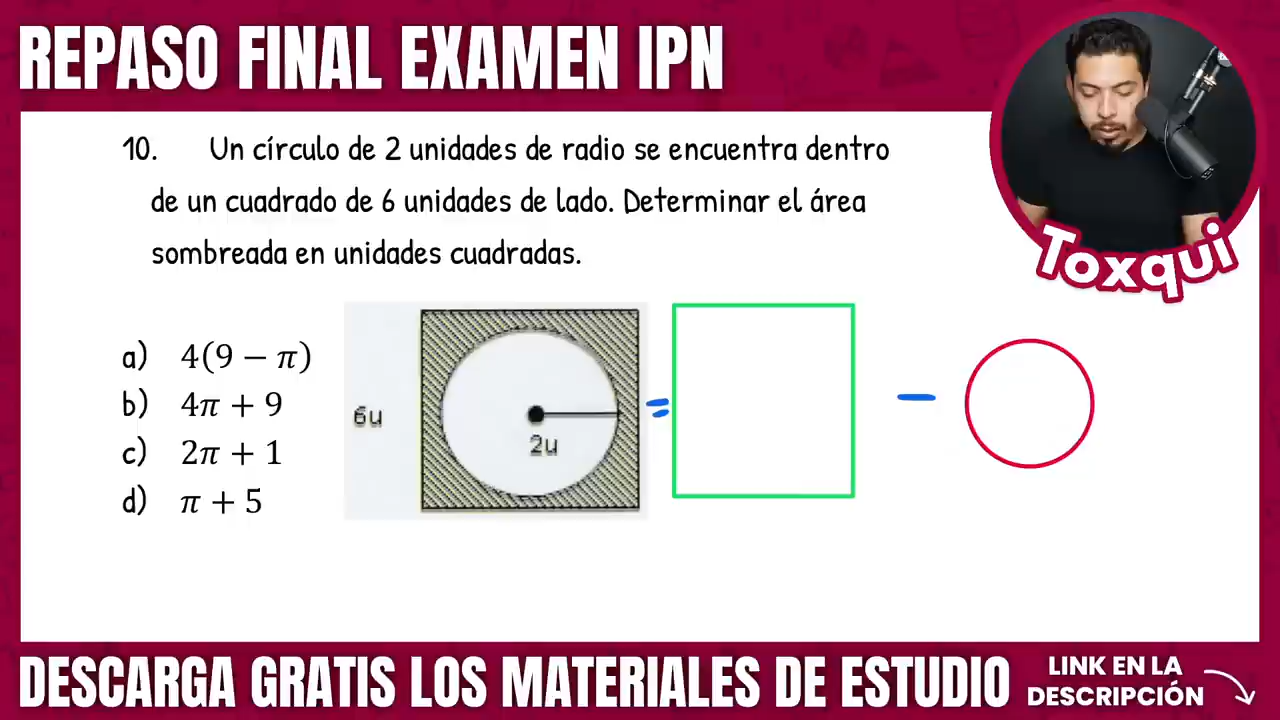 REPASO FINAL EXAMEN IPN
Toxqui
10. Un círculo de 2 unidades de radio se encuentra dentro
de un cuadrado de 6 unidades de lado. Determinar el área
sombreada en unidades cuadradas.
a) 4(9 − π)
b) 4π + 9
c) 2π + 1
d) π + 5
6u
2u
=
−
DESCARGA GRATIS LOS MATERIALES DE ESTUDIO
LINK EN LA
DESCRIPCIÓN